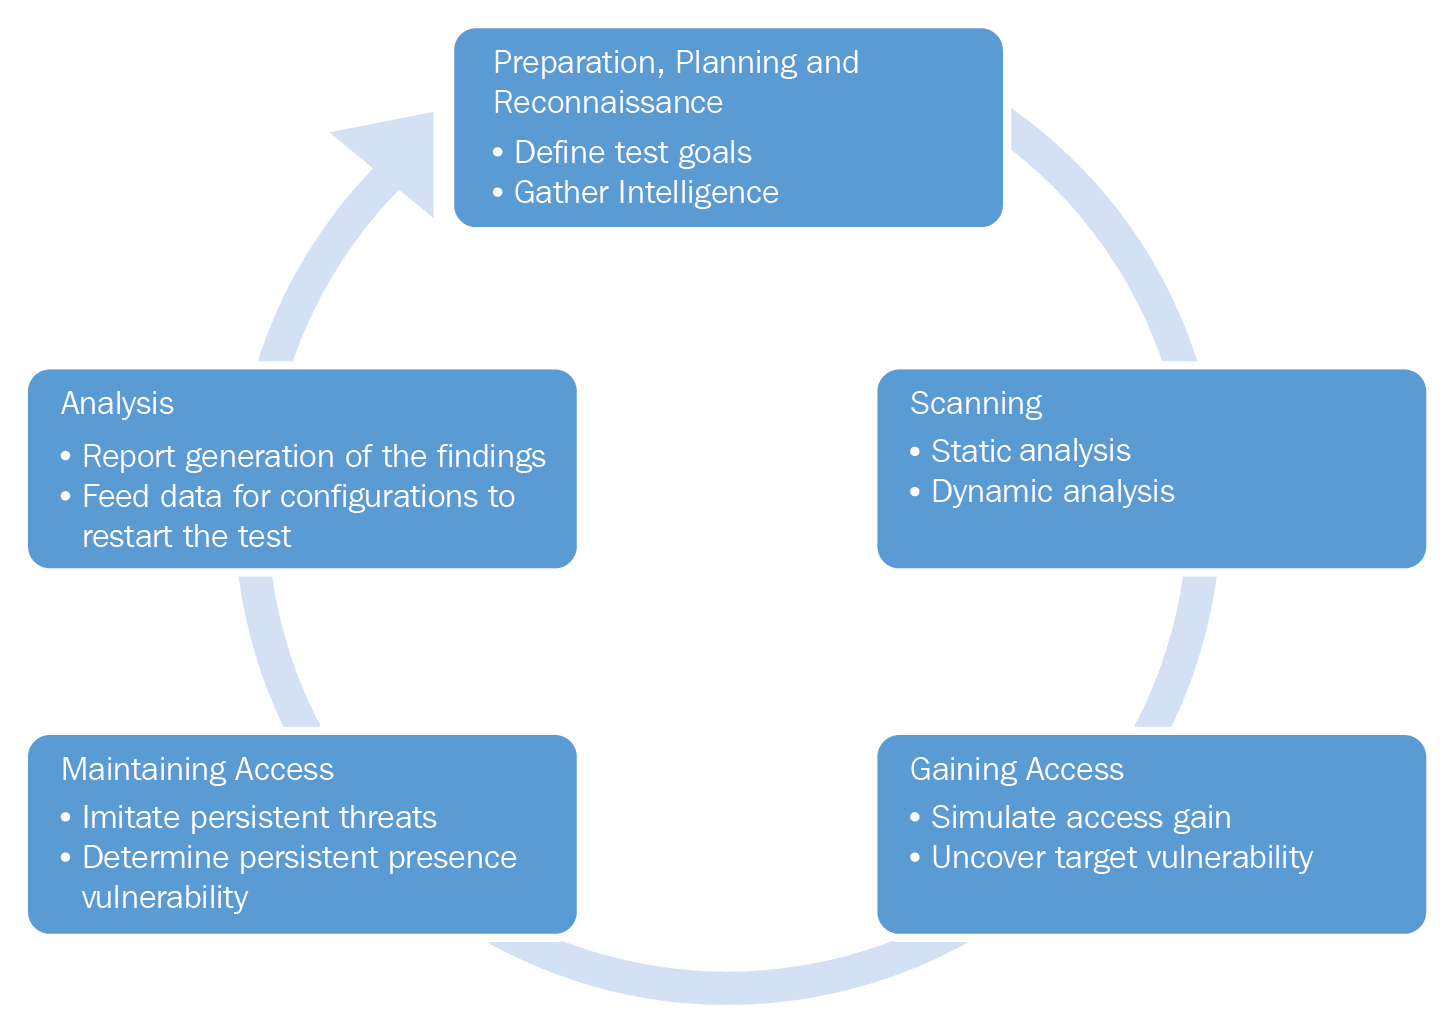 Preparation, Planning and
Reconnaissance
• Define test goals
• Gather Intelligence
Scanning
• Static analysis
• Dynamic analysis
Gaining Access
• Simulate access gain
• Uncover target vulnerability
Maintaining Access
• Imitate persistent threats
• Determine persistent presence
vulnerability
Analysis
• Report generation of the findings
• Feed data for configurations to
restart the test